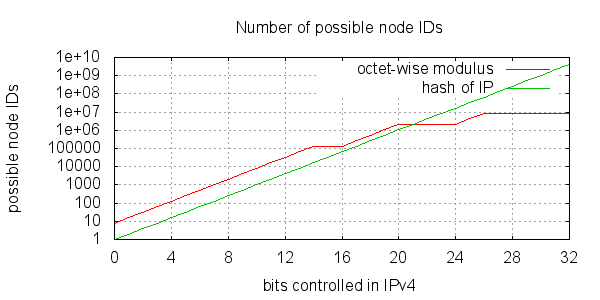 Number of possible node IDs
possible node IDs
1e+10
1e+09
1e+08
1e+07
1e+06
100000
10000
1000
100
10
1
octet-wise modulus
hash of IP
0 4 8 12 16 20 24 28 32
bits controlled in IPv4